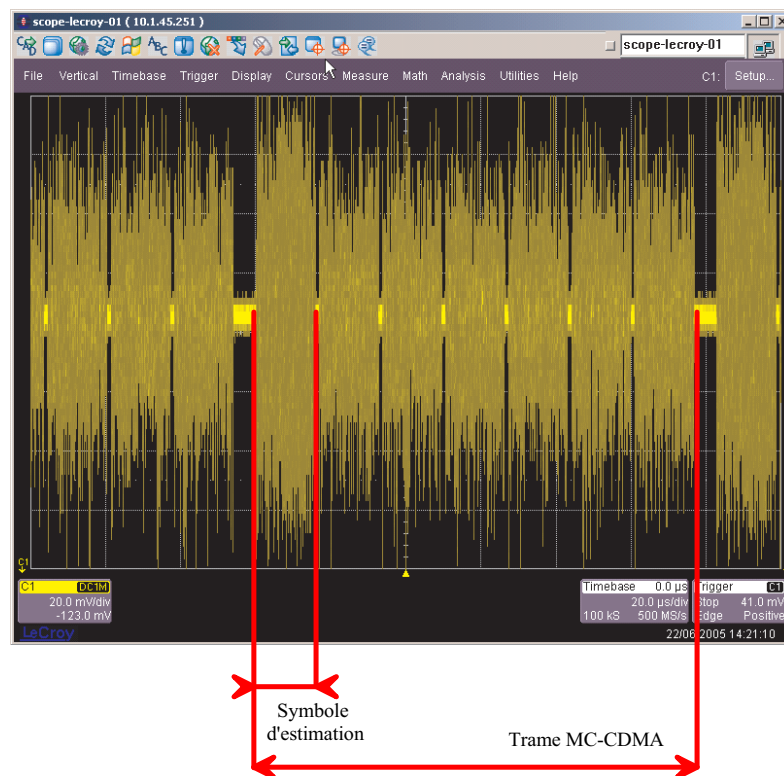 scope-lecroy-01 ( 10.1.45.251 )
scope-lecroy-01
File Vertical Timebase Trigger Display Cursors Measure Math Analysis Utilities Help C1: Setup...
C1
C1 DC1M
20.0 mV/div
-123.0 mV
Timebase 0.0 µs
20.0 µs/div
100 kS 500 MS/s
Trigger C1
Stop 41.0 mV
Edge Positive
LeCroy
22/06/2005 14:21:10
Symbole
d'estimation
Trame MC-CDMA